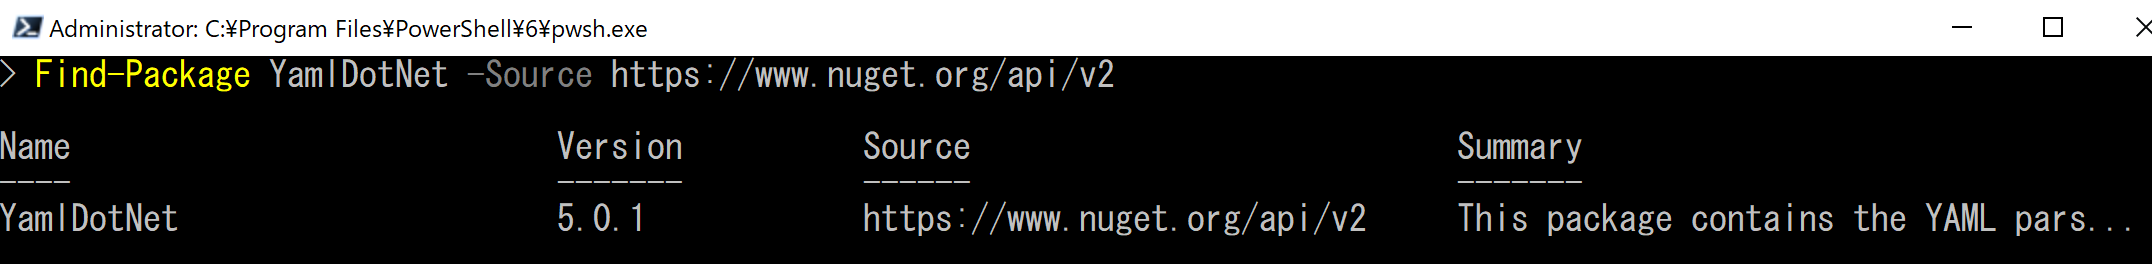 Administrator: C:¥Program Files¥PowerShell¥6¥pwsh.exe
> Find-Package YamlDotNet -Source https://www.nuget.org/api/v2
Name Version Source Summary
---- ------- ------ -------
YamlDotNet 5.0.1 https://www.nuget.org/api/v2 This package contains the YAML pars...